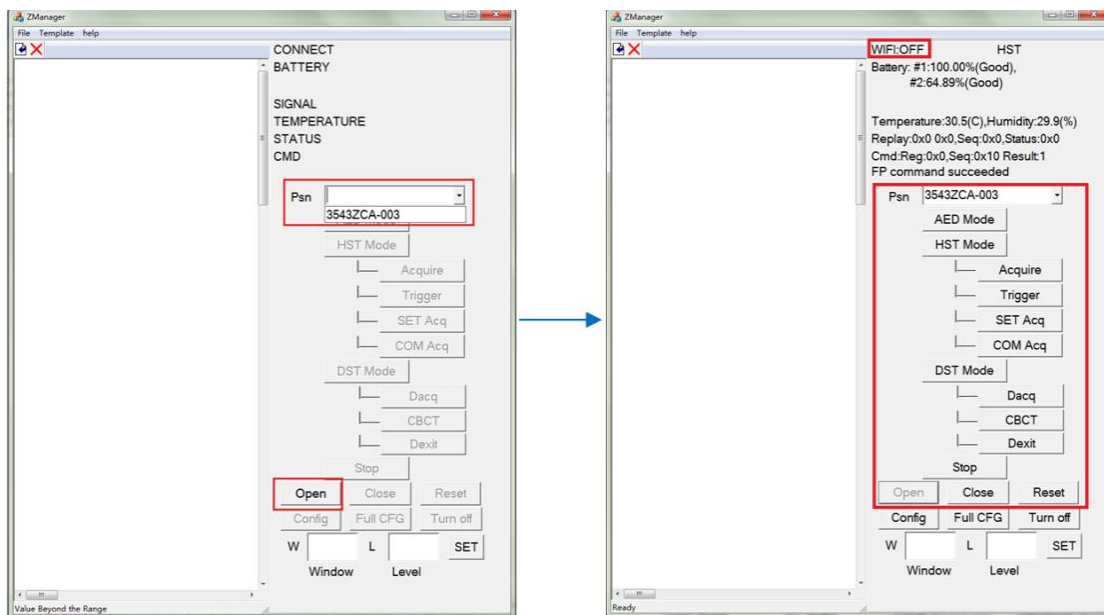 ZManager
File Template help
CONNECT
BATTERY
SIGNAL
TEMPERATURE
STATUS
CMD
Psn
3543ZCA-003
HST Mode
Acquire
Trigger
SET Acq
COM Acq
DST Mode
Dacq
CBCT
Dexit
Stop
Open Close Reset
Config Full CFG Turn off
W L SET
Window Level
Value Beyond the Range
ZManager
File Template help
WIFI:OFF HST
Battery: #1:100.00%(Good),
#2:64.89%(Good)
Temperature:30.5(C),Humidity:29.9(%)
Replay:0x0 0x0,Seq:0x0,Status:0x0
Cmd:Reg:0x0,Seq:0x10 Result:1
FP command succeeded
Psn 3543ZCA-003
AED Mode
HST Mode
Acquire
Trigger
SET Acq
COM Acq
DST Mode
Dacq
CBCT
Dexit
Stop
Open Close Reset
Config Full CFG Turn off
W L SET
Window Level
Ready